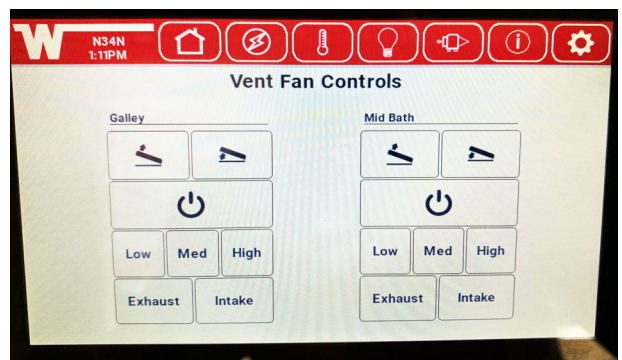 W
N34N
1:11PM
Vent Fan Controls
Galley
Mid Bath
Low Med High
Low Med High
Exhaust Intake
Exhaust Intake